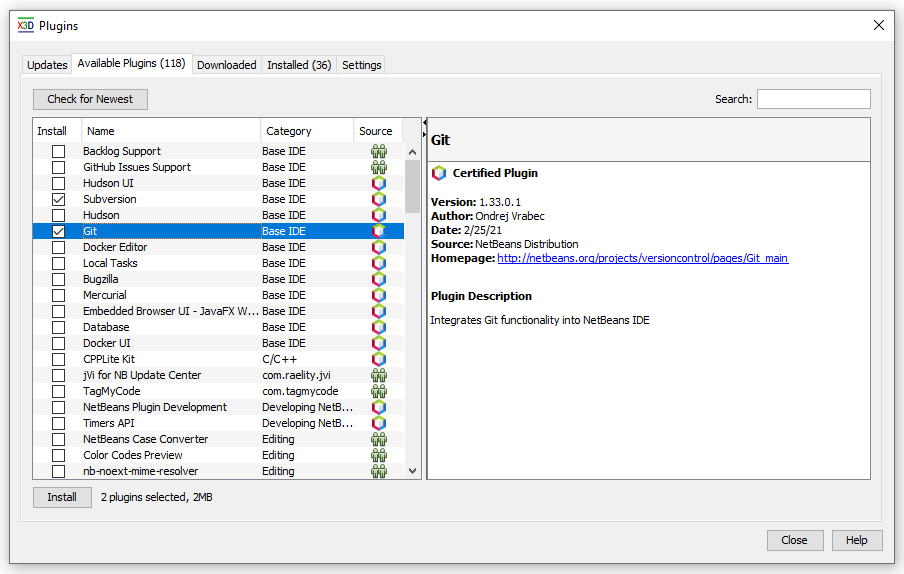 X3D Plugins
Updates Available Plugins (118) Downloaded Installed (36) Settings
Check for Newest Search:
Install Name Category Source
Backlog Support Base IDE
GitHub Issues Support Base IDE
Hudson UI Base IDE
Subversion Base IDE
Hudson Base IDE
Git Base IDE
Docker Editor Base IDE
Local Tasks Base IDE
Bugzilla Base IDE
Mercurial Base IDE
Embedded Browser UI - JavaFX W... Base IDE
Database Base IDE
Docker UI Base IDE
CPPLite Kit C/C++
jVi for NB Update Center com.raelity.jvi
TagMyCode com.tagmycode
NetBeans Plugin Development Developing NetB...
Timers API Developing NetB...
NetBeans Case Converter Editing
Color Codes Preview Editing
nb-noext-mime-resolver Editing
Git
Certified Plugin
Version: 1.33.0.1
Author: Ondrej Vrabec
Date: 2/25/21
Source: NetBeans Distribution
Homepage: http://netbeans.org/projects/versioncontrol/pages/Git_main
Plugin Description
Integrates Git functionality into NetBeans IDE
Install 2 plugins selected, 2MB
Close Help